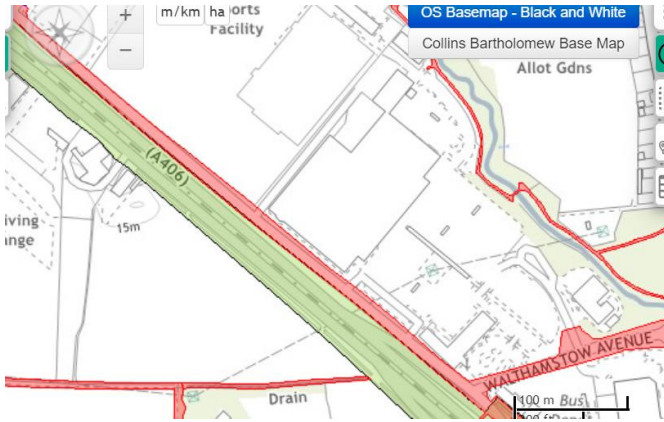 m/km
ha
OS Basemap - Black and White
Collins Bartholomew Base Map
Facility
Allot Gdns
(A406)
15m
WALTHAMSTOW AVENUE
Drain
100 m
Bus